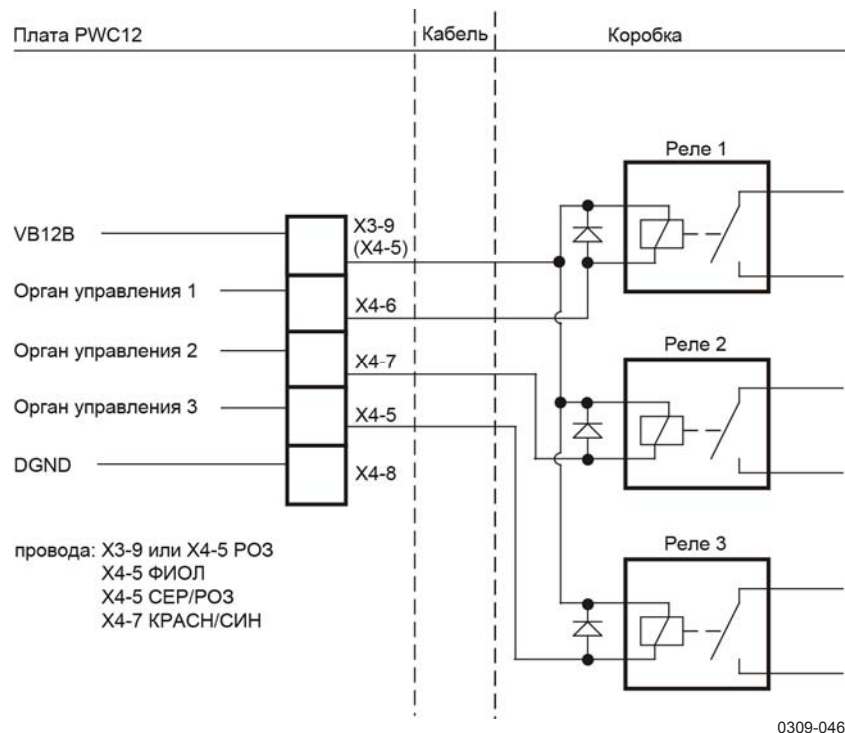 Плата PWC12
Кабель
Коробка
Реле 1
VB12B
X3-9
(X4-5)
Орган управления 1
X4-6
Реле 2
Орган управления 2
X4-7
Орган управления 3
X4-5
DGND
X4-8
Реле 3
провода: X3-9 или X4-5 РОЗ
X4-5 ФИОЛ
X4-5 СЕР/РОЗ
X4-7 КРАСН/СИН
0309-046